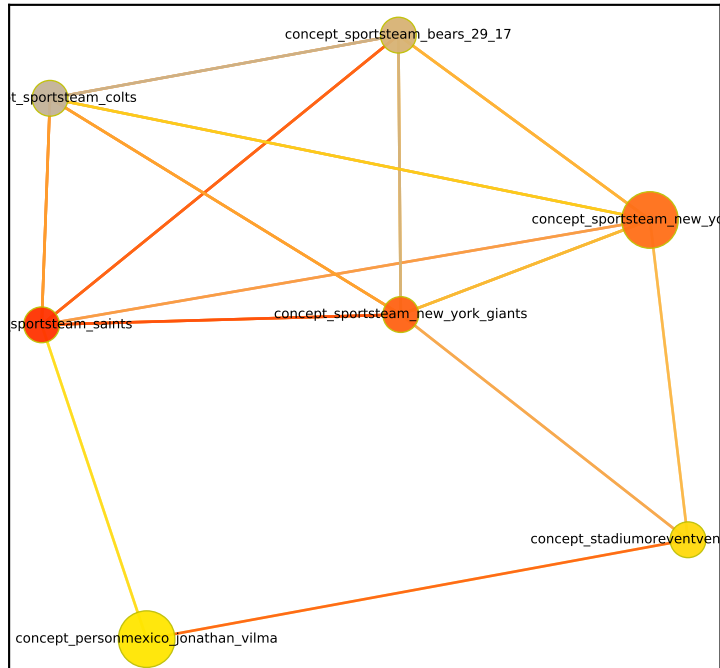 concept_sportsteam_bears_29_17
t_sportsteam_colts
concept_sportsteam_new_yo
concept_sportsteam_new_york_giants
sportsteam_saints
concept_stadiumoreventven
concept_personmexico_jonathan_vilma